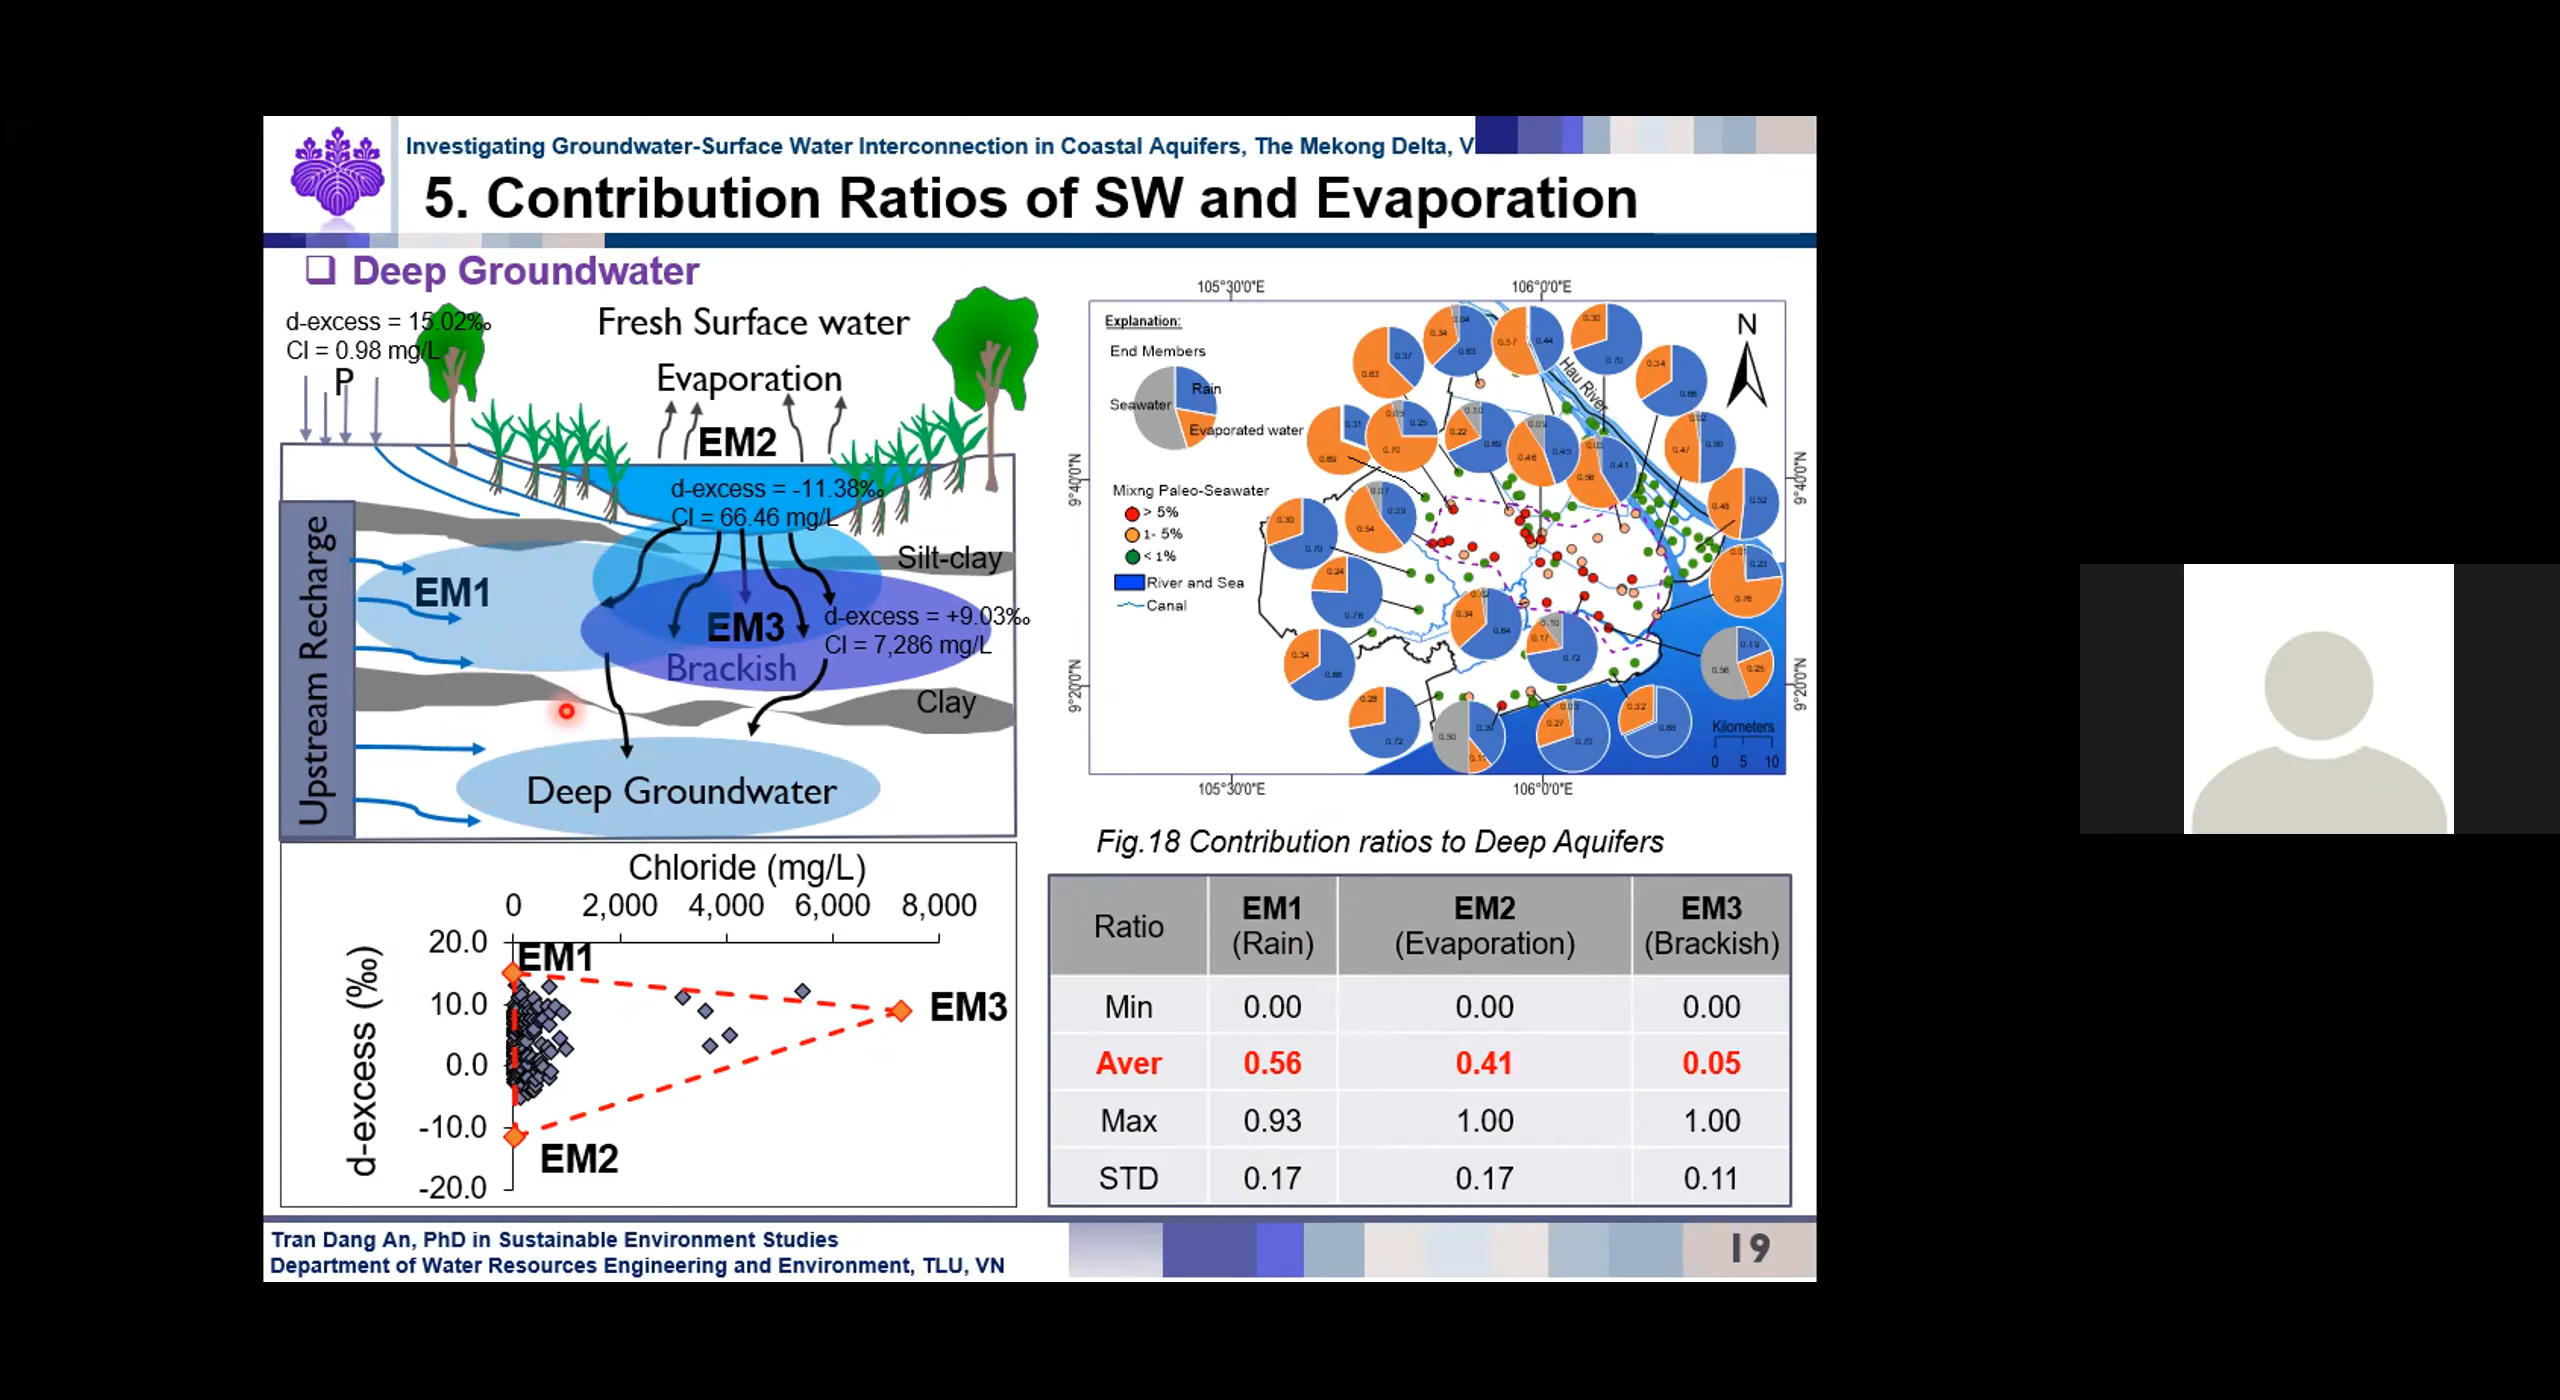 Investigating Groundwater-Surface Water Interconnection in Coastal Aquifers, The Mekong Delta, V
5. Contribution Ratios of SW and Evaporation
Deep Groundwater
d-excess = 15.02‰
Cl = 0.98 mg/L
P
Fresh Surface water
Evaporation
EM2
d-excess = -11.38‰
Cl = 66.46 mg/L
Silt-clay
EM1
Upstream Recharge
EM3
Brackish
d-excess = +9.03‰
Cl = 7,286 mg/L
Clay
Deep Groundwater
105°30'0"E
106°0'0"E
Explanation:
End Members
Rain
Seawater
Evaporated water
Mixng Paleo-Seawater
> 5%
1- 5%
< 1%
River and Sea
Canal
Hau River
N
9°40'0"N
9°20'0"N
9°40'0"N
9°20'0"N
Kilometers
0 5 10
105°30'0"E
106°0'0"E
Fig.18 Contribution ratios to Deep Aquifers
Chloride (mg/L)
0 2,000 4,000 6,000 8,000
d-excess (‰)
20.0
10.0
0.0
-10.0
-20.0
EM1
EM3
EM2
Ratio EM1 (Rain) EM2 (Evaporation) EM3 (Brackish)
Min 0.00 0.00 0.00
Aver 0.56 0.41 0.05
Max 0.93 1.00 1.00
STD 0.17 0.17 0.11
Tran Dang An, PhD in Sustainable Environment Studies
Department of Water Resources Engineering and Environment, TLU, VN
19